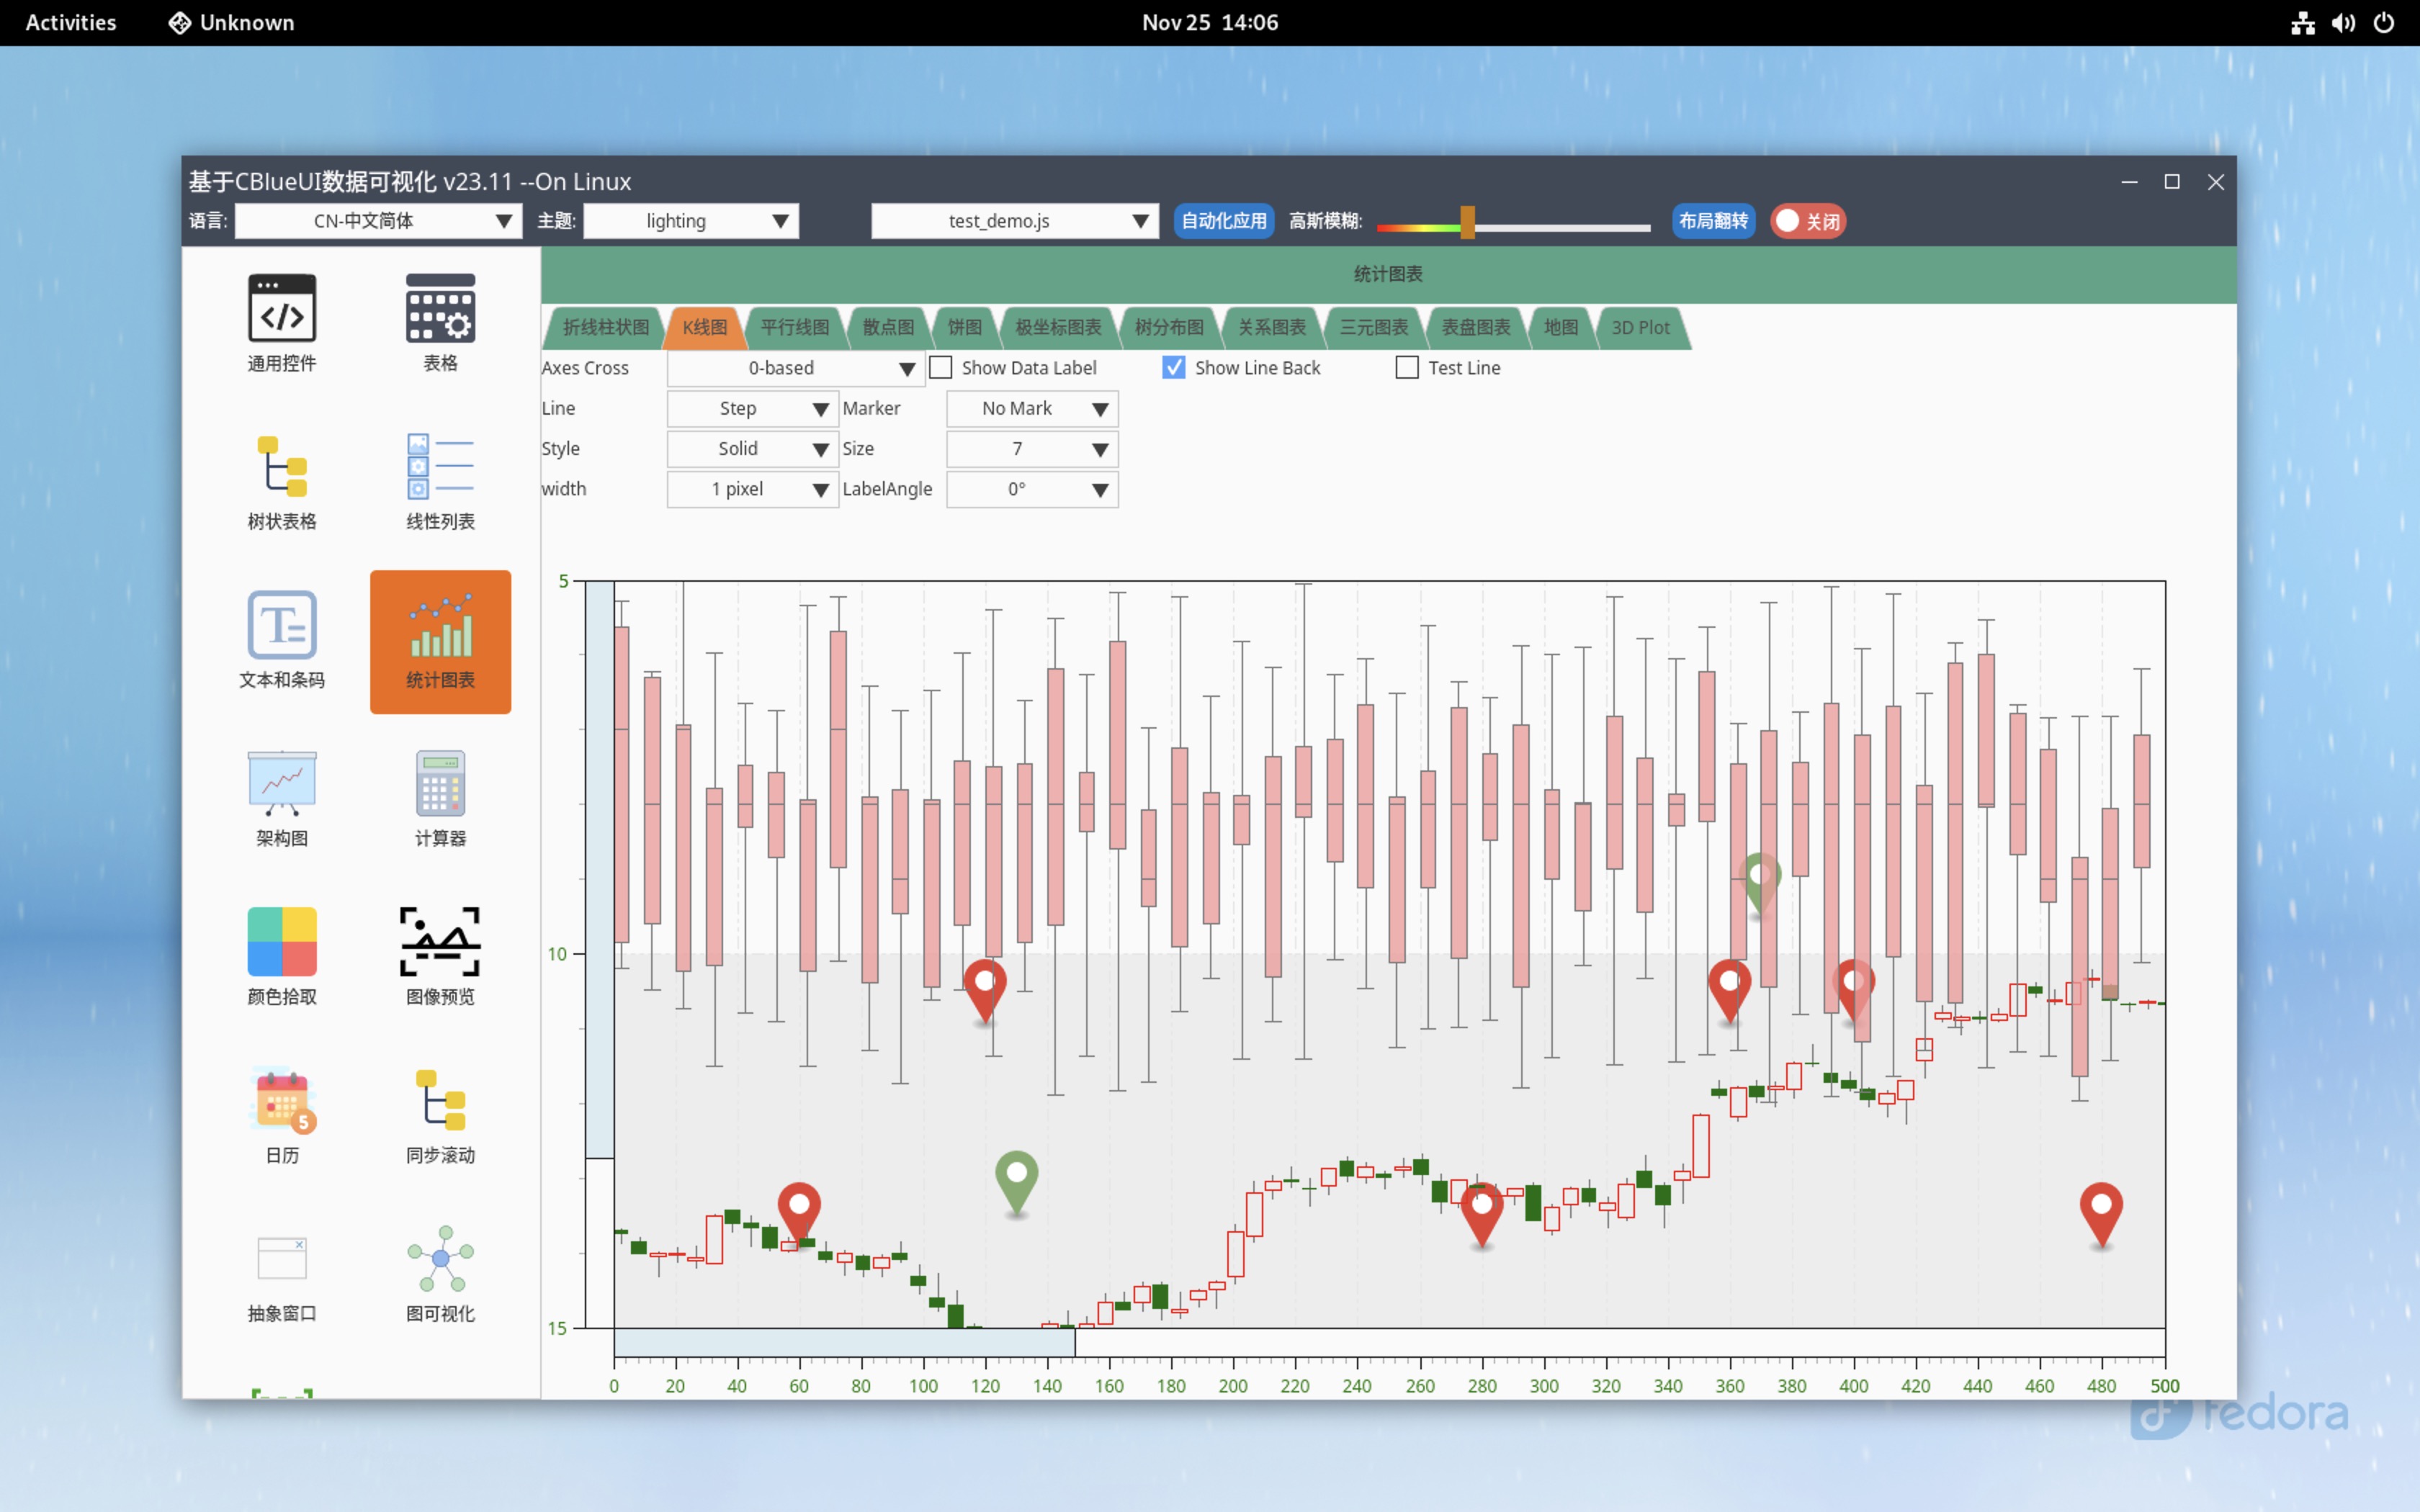 Activities Unknown Nov 25 14:06
基于CBlueUI数据可视化 v23.11 --On Linux
语言: CN-中文简体 主题: lighting test_demo.js 自动化应用 高斯模糊: 布局翻转 关闭
通用控件 表格
树状表格 线性列表
文本和条码 统计图表
架构图 计算器
颜色拾取 图像预览
5
日历 同步滚动
抽象窗口 图可视化
统计图表
折线柱状图 K线图 平行线图 散点图 饼图 极坐标图表 树分布图 关系图表 三元图表 表盘图表 地图 3D Plot
Axes Cross 0-based Show Data Label Show Line Back Test Line
Line Step Marker No Mark
Style Solid Size 7
width 1 pixel LabelAngle 0°
5
10
15
0 20 40 60 80 100 120 140 160 180 200 220 240 260 280 300 320 340 360 380 400 420 440 460 480 500
fedora